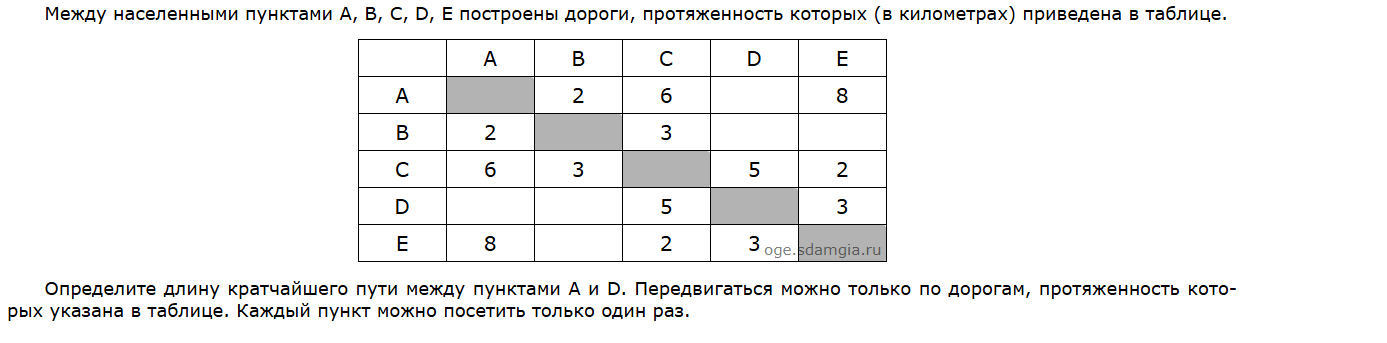 Между населенными пунктами A, B, C, D, E построены дороги, протяженность которых (в километрах) приведена в таблице.
A B C D E
A 2 6 8
B 2 3
C 6 3 5 2
D 5 3
E 8 2 3
oge.sdamgia.ru
Определите длину кратчайшего пути между пунктами A и D. Передвигаться можно только по дорогам, протяженность кото-
рых указана в таблице. Каждый пункт можно посетить только один раз.